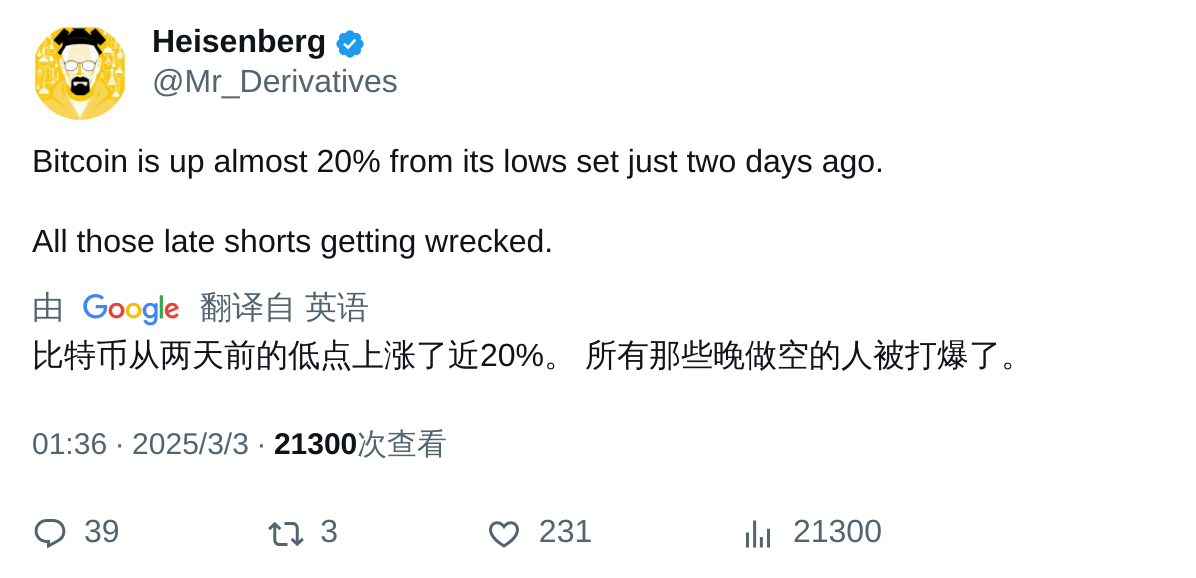 Heisenberg
@Mr_Derivatives
Bitcoin is up almost 20% from its lows set just two days ago.
All those late shorts getting wrecked.
由 Google 翻译自 英语
比特币从两天前的低点上涨了近20%。 所有那些晚做空的人被打爆了。
01:36 · 2025/3/3 · 21300次查看
39 3 231 21300